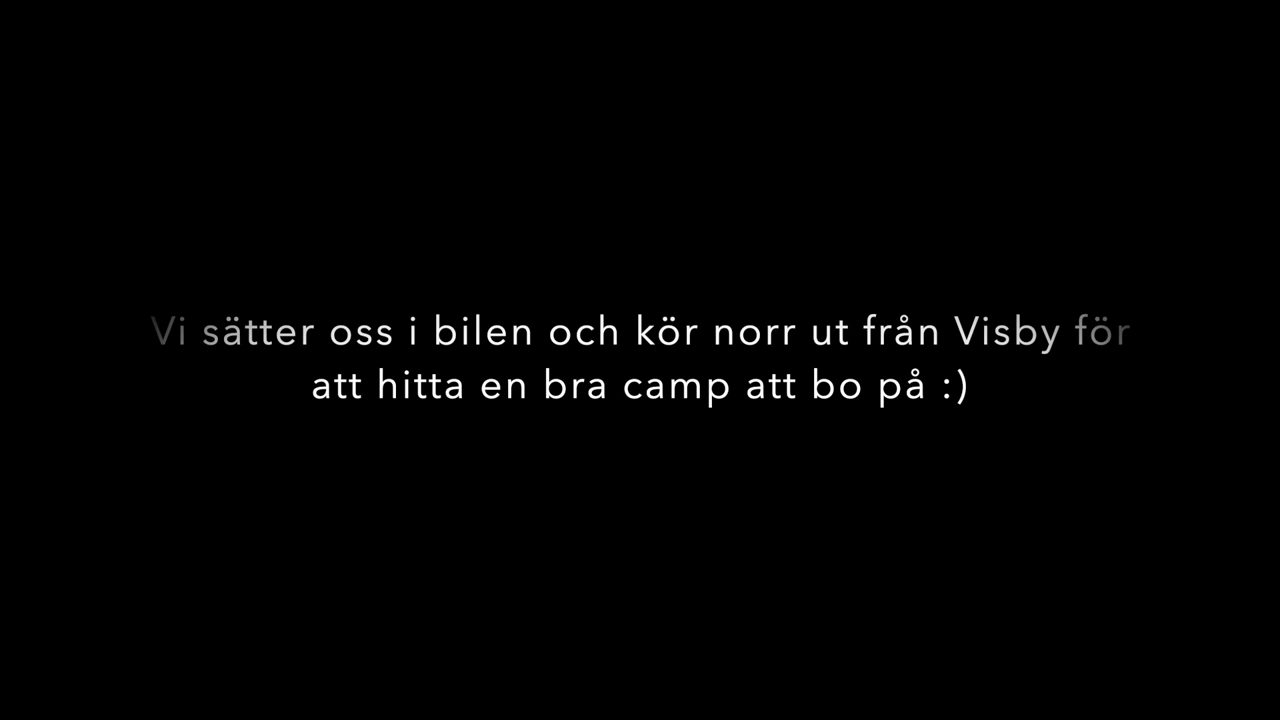 Vi sätter oss i bilen och kör norr ut från Visby för
att hitta en bra camp att bo på :)